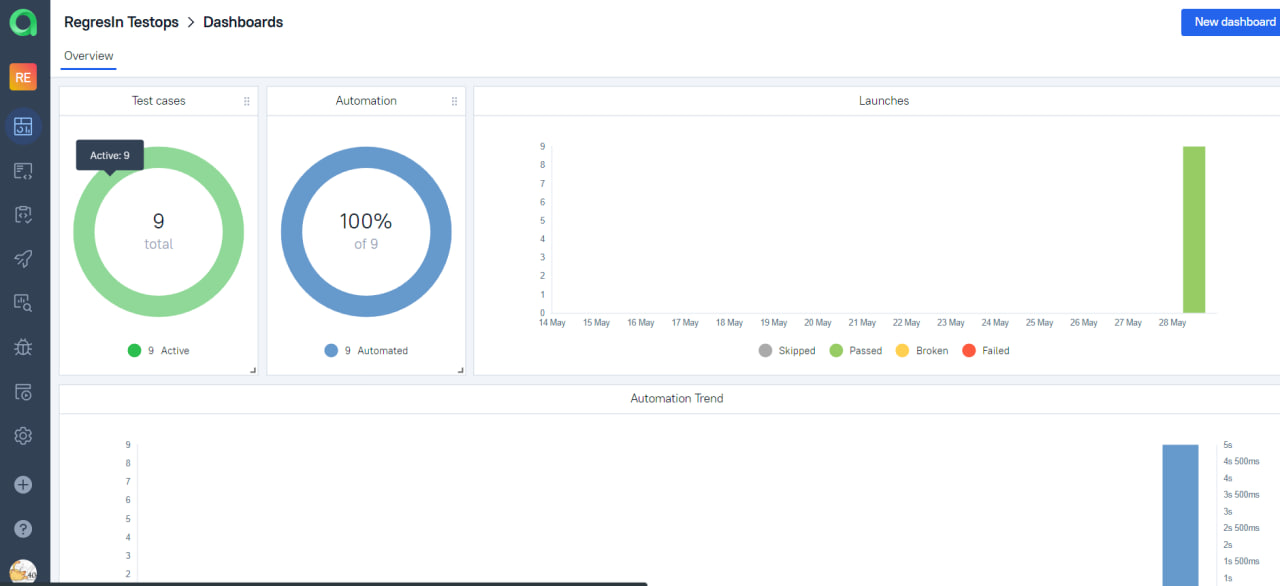 RegresIn Testops > Dashboards
New dashboard
Overview
RE
Test cases
Active: 9
9
total
9 Active
Automation
100%
of 9
9 Automated
Launches
9
8
7
6
5
4
3
2
1
0
14 May 15 May 16 May 17 May 18 May 19 May 20 May 21 May 22 May 23 May 24 May 25 May 26 May 27 May 28 May
Skipped Passed Broken Failed
Automation Trend
9
8
7
6
5
4
3
2
5s
4s 500ms
4s
3s 500ms
3s
2s 500ms
2s
1s 500ms
1s